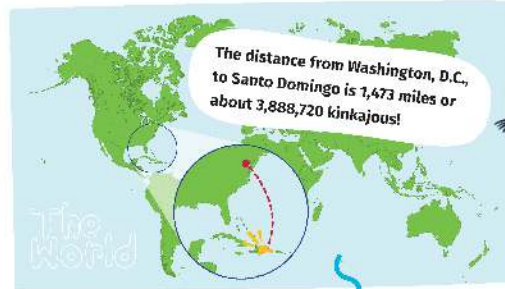 The distance from Washington, D.C.,
to Santo Domingo is 1,473 miles or
about 3,888,720 kinkajous!
The
World